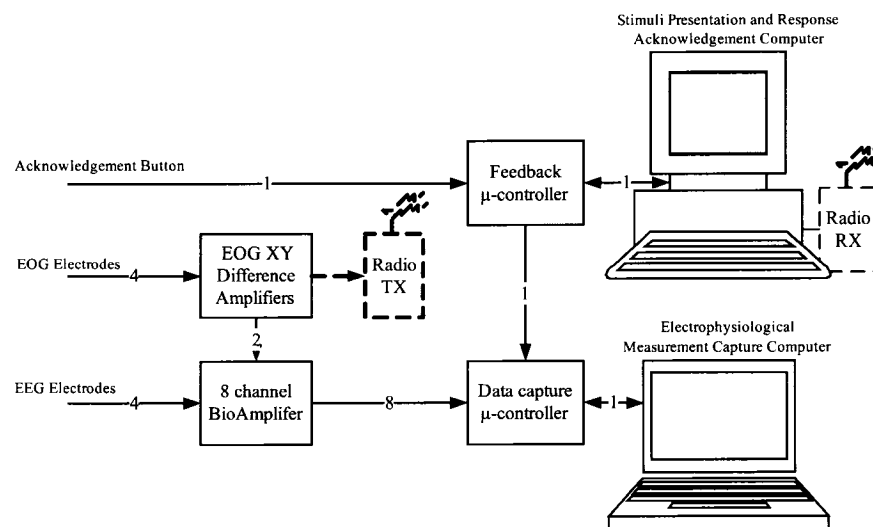 Stimuli Presentation and Response
Acknowledgement Computer
Acknowledgement Button
1
Feedback
μ-controller
1
Radio
RX
EOG Electrodes
4
EOG XY
Difference
Amplifiers
Radio
TX
1
2
Electrophysiological
Measurement Capture Computer
EEG Electrodes
4
8 channel
BioAmplifer
8
Data capture
μ-controller
1